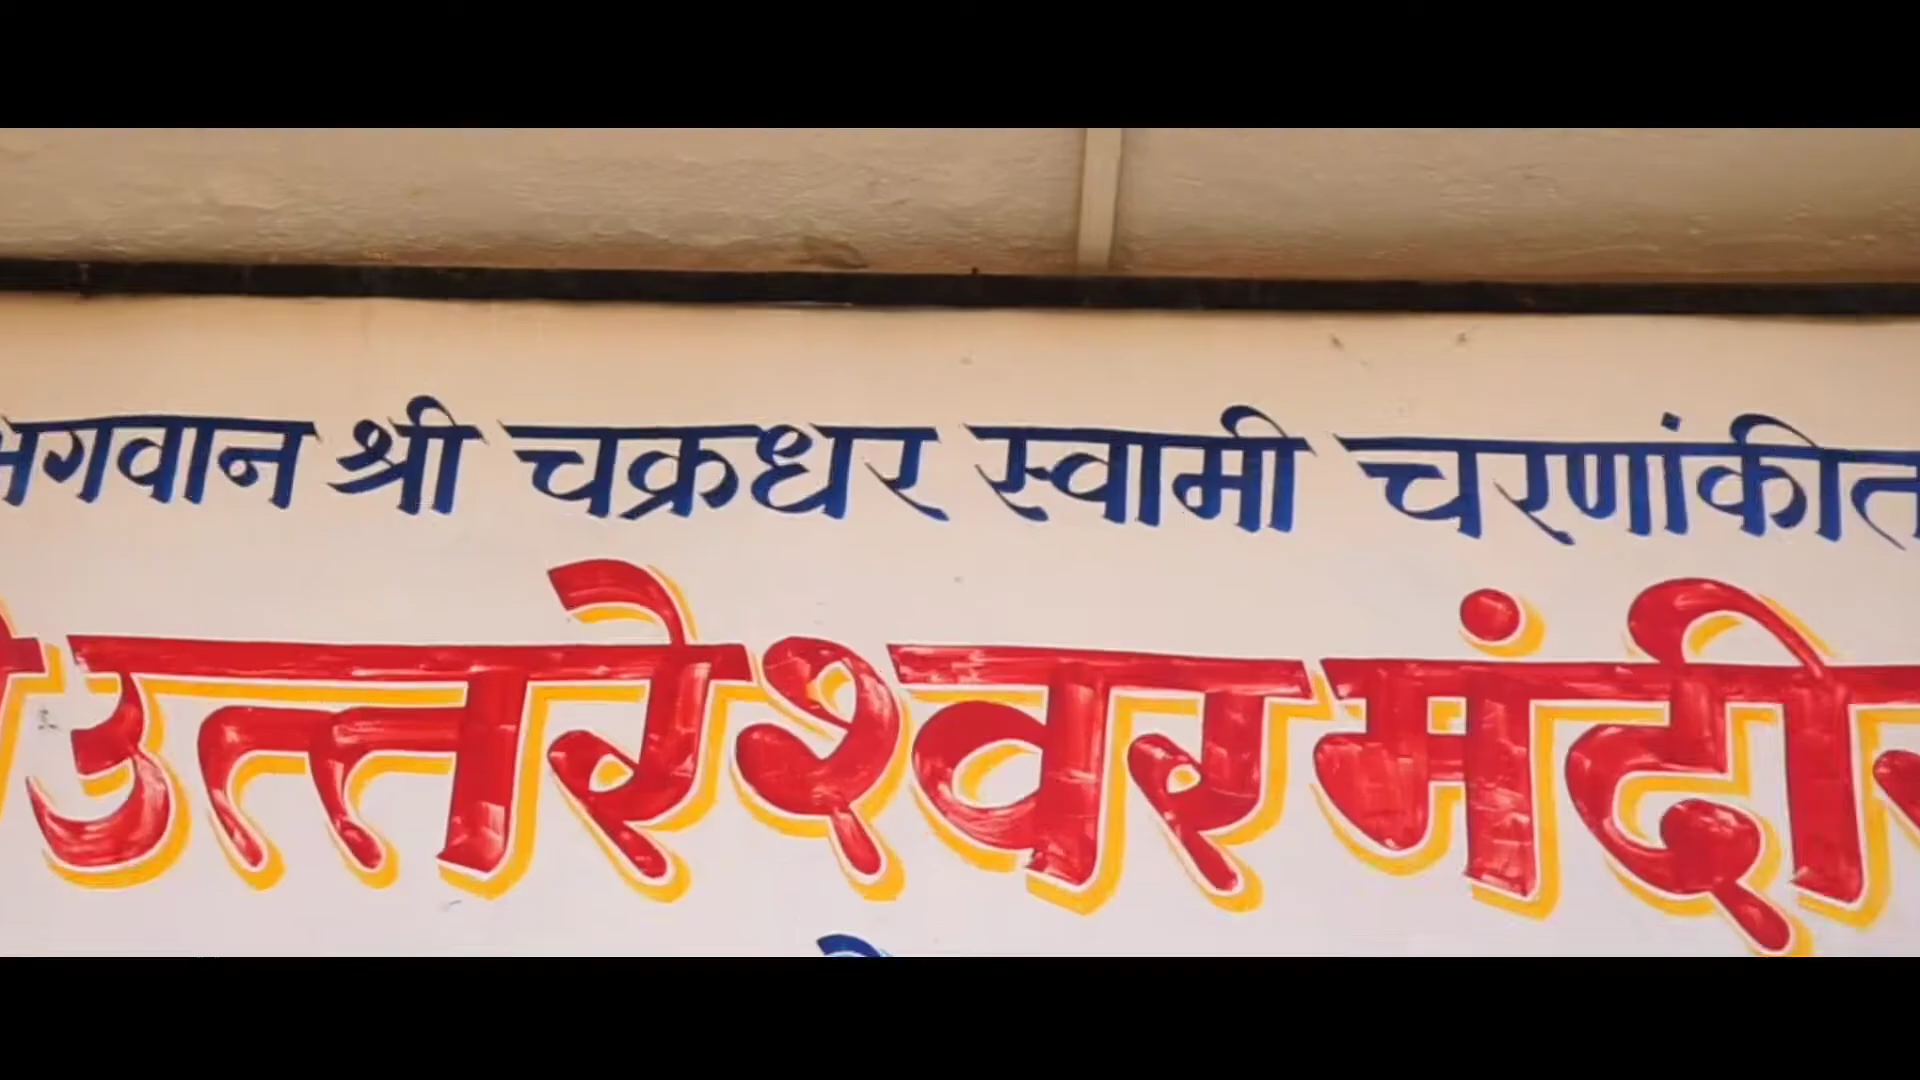 भगवान श्री चक्रधर स्वामी चरणांकीत
उत्तरेश्वर मंदीर